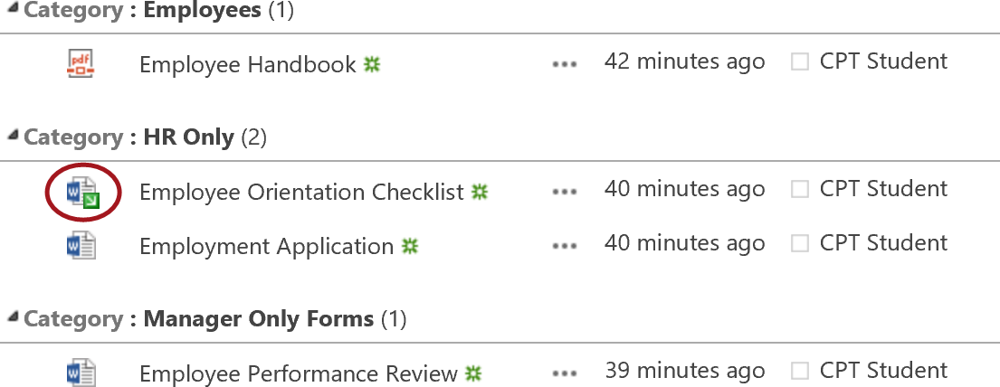 Category : Employees (1)
pdf Employee Handbook ... 42 minutes ago CPT Student
Category : HR Only (2)
W Employee Orientation Checklist ... 40 minutes ago CPT Student
W Employment Application ... 40 minutes ago CPT Student
Category : Manager Only Forms (1)
W Employee Performance Review ... 39 minutes ago CPT Student